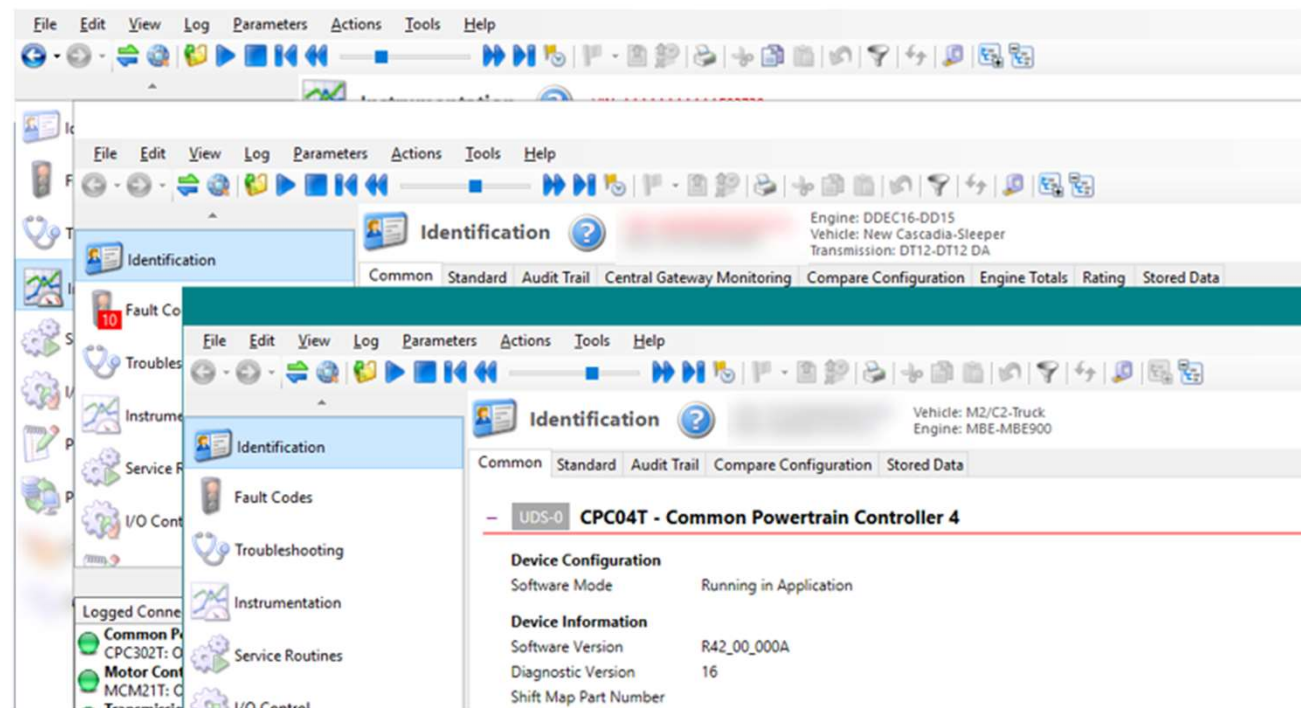 File Edit View Log Parameters Actions Tools Help
File Edit View Log Parameters Actions Tools Help
Identification
Engine: DDEC16-DD15
Vehicle: New Cascadia-Sleeper
Transmission: DT12-DT12 DA
Identification
Common Standard Audit Trail Central Gateway Monitoring Compare Configuration Engine Totals Rating Stored Data
Fault Co
10
Troubles
Instrume
Service R
I/O Cont
Logged Conne
Common Po
CPC302T: O
Motor Cont
MCM21T: O
File Edit View Log Parameters Actions Tools Help
Identification
Vehicle: M2/C2-Truck
Engine: MBE-MBE900
Identification
Common Standard Audit Trail Compare Configuration Stored Data
Fault Codes
Troubleshooting
Instrumentation
Service Routines
I/O Control
UDS-0 CPC04T - Common Powertrain Controller 4
Device Configuration
Software Mode Running in Application
Device Information
Software Version R42_00_000A
Diagnostic Version 16
Shift Map Part Number